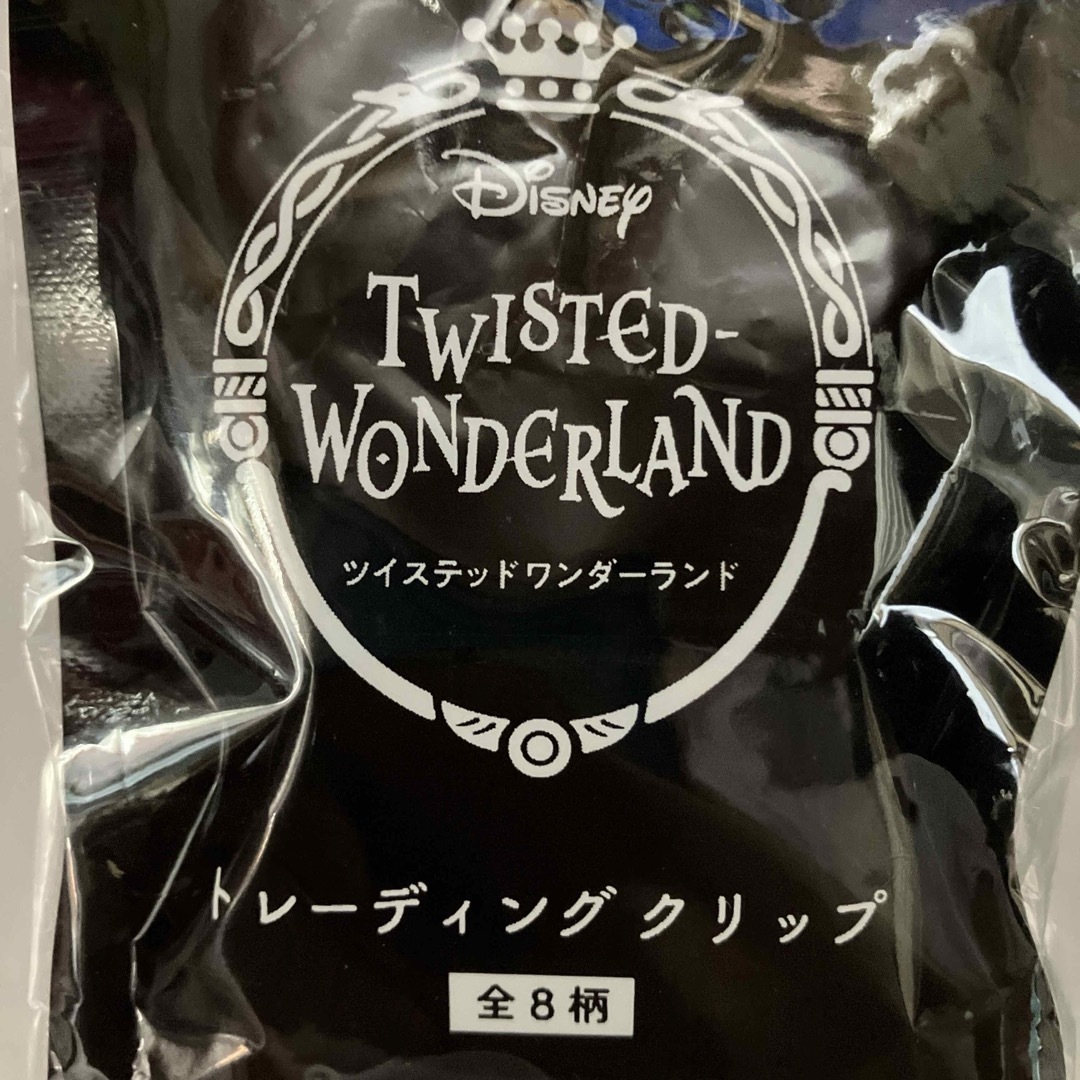 Disney
TWISTED-
WONDERLAND
ツイステッドワンダーランド
トレーディング クリップ
全8柄